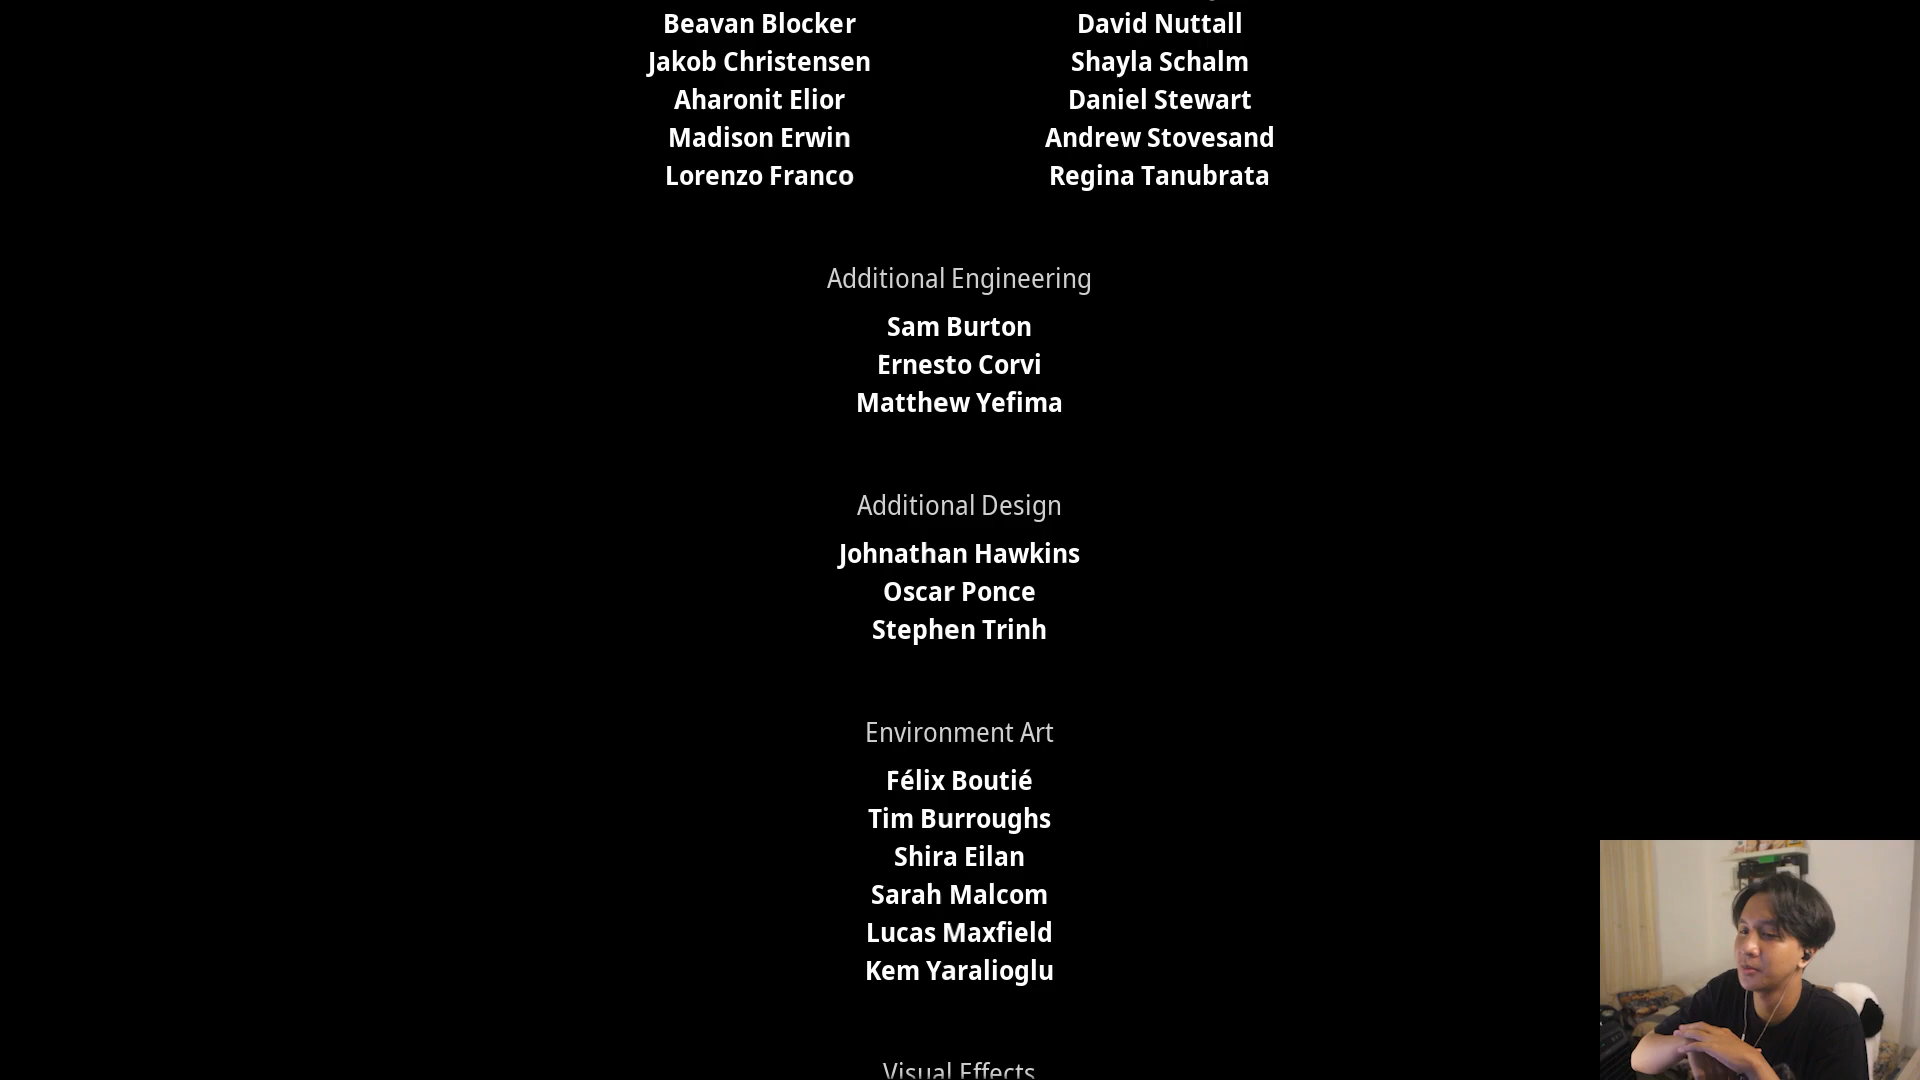 Beavan Blocker
Jakob Christensen
Aharonit Elior
Madison Erwin
Lorenzo Franco
David Nuttall
Shayla Schalm
Daniel Stewart
Andrew Stovesand
Regina Tanubrata
Additional Engineering
Sam Burton
Ernesto Corvi
Matthew Yefima
Additional Design
Johnathan Hawkins
Oscar Ponce
Stephen Trinh
Environment Art
Félix Boutié
Tim Burroughs
Shira Eilan
Sarah Malcom
Lucas Maxfield
Kem Yaralioglu
Visual Effects